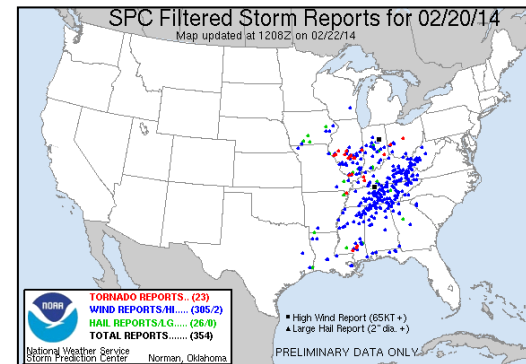 SPC Filtered Storm Reports for 02/20/14
Map updated at 1208Z on 02/22/14
TORNADO REPORTS.. (23)
WIND REPORTS/HI..... (305/2)
HAIL REPORTS/LG..... (26/0)
TOTAL REPORTS..... (354)
NOAA
National Weather Service
Storm Prediction Center Norman, Oklahoma
High Wind Report (65KT +)
Large Hail Report (2" dia. +)
PRELIMINARY DATA ONLY